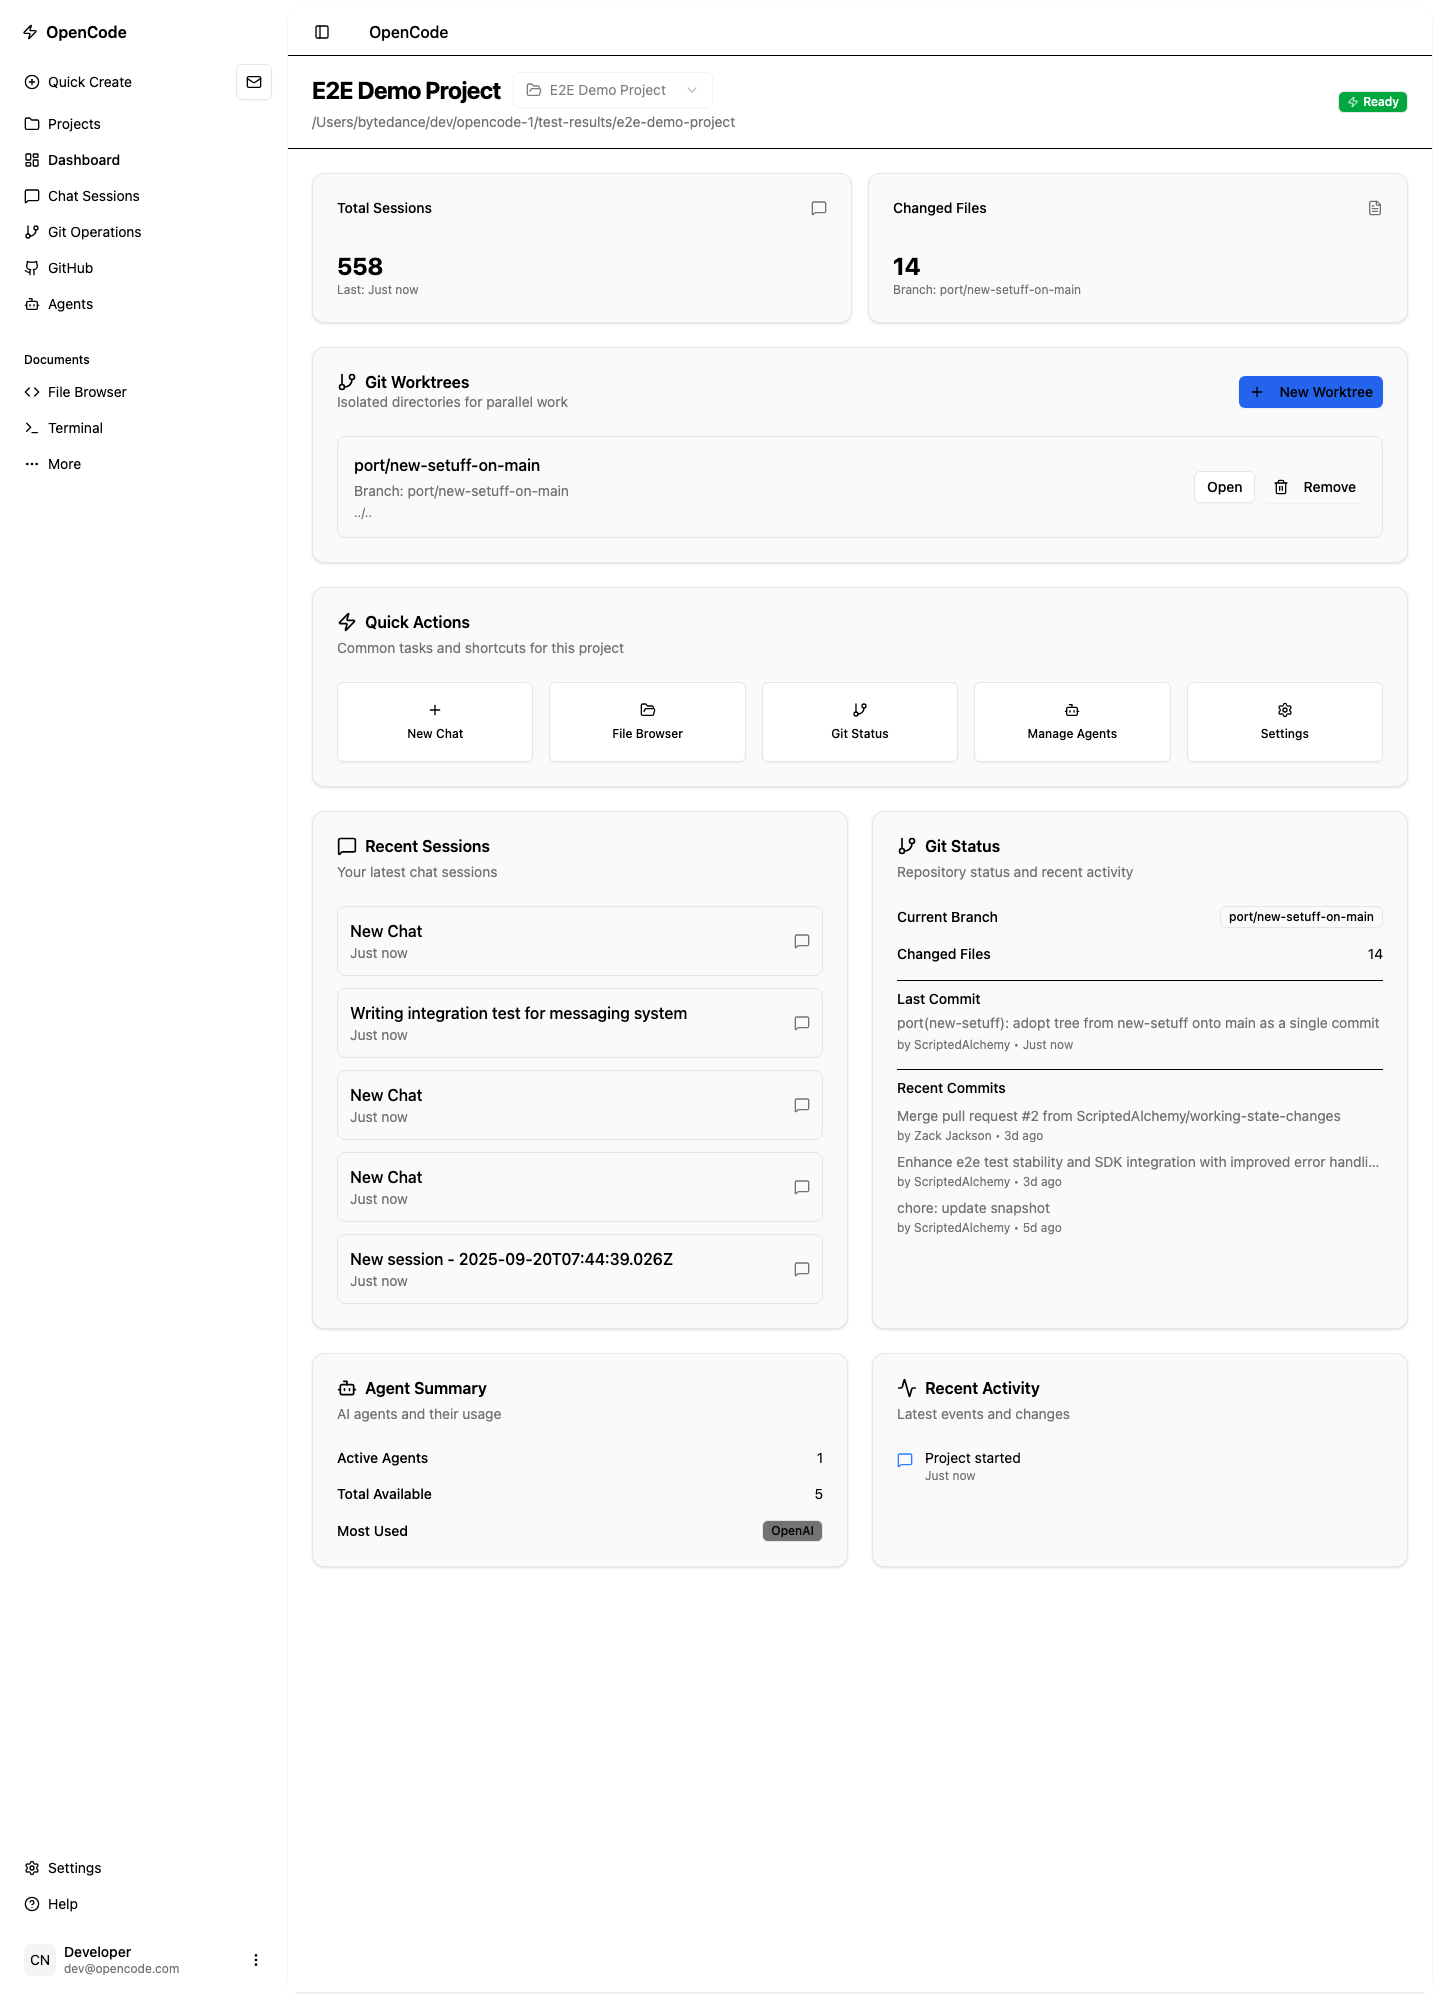 OpenCode
Quick Create
Projects
Dashboard
Chat Sessions
Git Operations
GitHub
Agents
Documents
File Browser
Terminal
More
Settings
Help
CN
Developer
dev@opencode.com
OpenCode
E2E Demo Project
E2E Demo Project
/Users/bytedance/dev/opencode-1/test-results/e2e-demo-project
Ready
Total Sessions
558
Last: Just now
Changed Files
14
Branch: port/new-setuff-on-main
Git Worktrees
Isolated directories for parallel work
New Worktree
port/new-setuff-on-main
Branch: port/new-setuff-on-main
../..
Open
Remove
Quick Actions
Common tasks and shortcuts for this project
New Chat
File Browser
Git Status
Manage Agents
Settings
Recent Sessions
Your latest chat sessions
New Chat
Just now
Writing integration test for messaging system
Just now
New Chat
Just now
New Chat
Just now
New session - 2025-09-20T07:44:39.026Z
Just now
Git Status
Repository status and recent activity
Current Branch
port/new-setuff-on-main
Changed Files
14
Last Commit
port(new-setuff): adopt tree from new-setuff onto main as a single commit
by ScriptedAlchemy • Just now
Recent Commits
Merge pull request #2 from ScriptedAlchemy/working-state-changes
by Zack Jackson • 3d ago
Enhance e2e test stability and SDK integration with improved error handli...
by ScriptedAlchemy • 3d ago
chore: update snapshot
by ScriptedAlchemy • 5d ago
Agent Summary
AI agents and their usage
Active Agents
1
Total Available
5
Most Used
OpenAI
Recent Activity
Latest events and changes
Project started
Just now